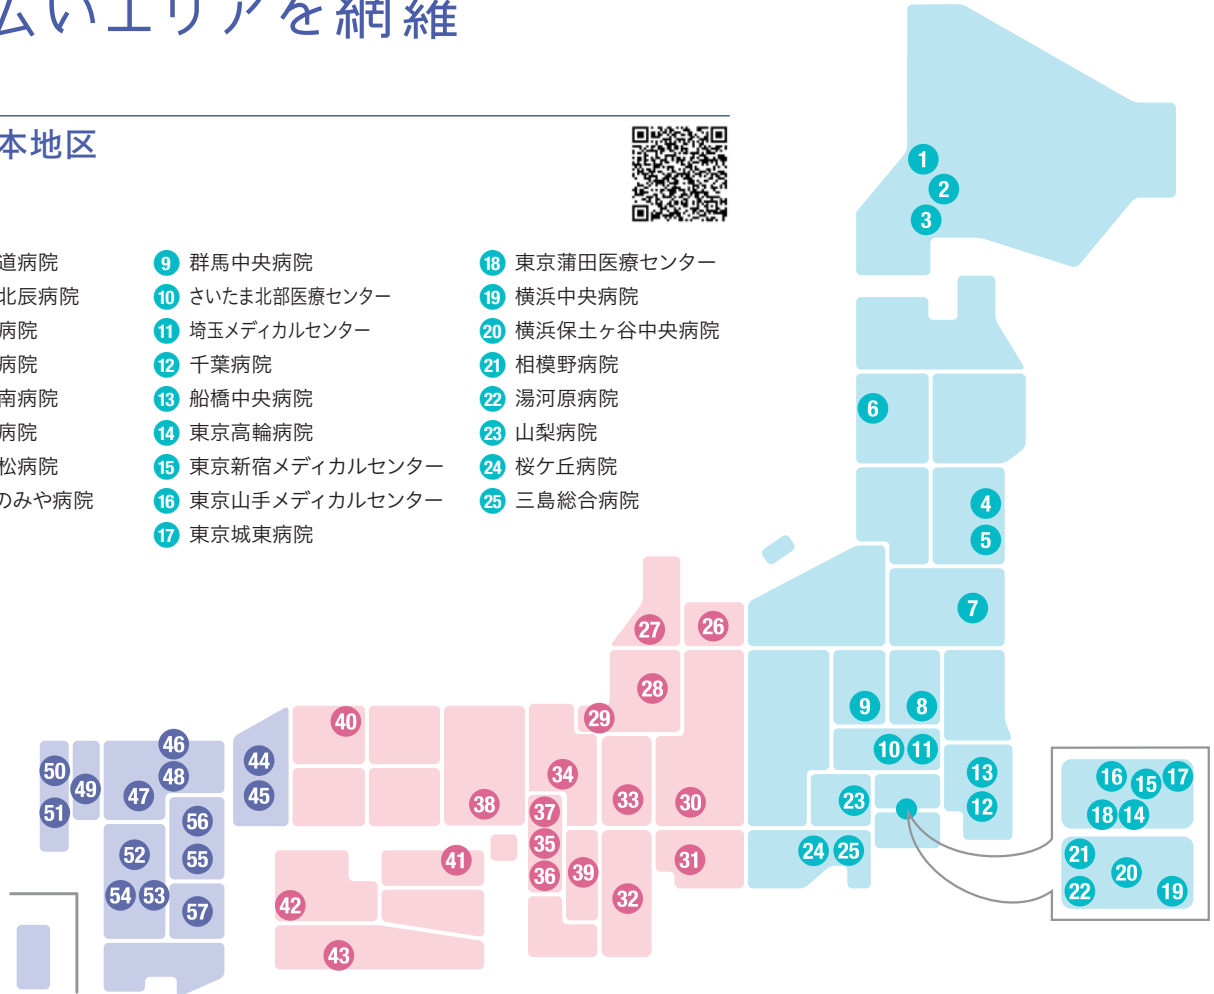 広いエリアを網羅
本地区
道病院
北辰病院
病院
病院
南病院
病院
松病院
のみや病院
9 群馬中央病院
10 さいたま北部医療センター
11 埼玉メディカルセンター
12 千葉病院
13 船橋中央病院
14 東京高輪病院
15 東京新宿メディカルセンター
16 東京山手メディカルセンター
17 東京城東病院
18 東京蒲田医療センター
19 横浜中央病院
20 横浜保土ヶ谷中央病院
21 相模野病院
22 湯河原病院
23 山梨病院
24 桜ケ丘病院
25 三島総合病院
1
2
3
6
4
5
7
27
26
28
9
8
29
40
10 11
46
44
34
13
16 15 17
50
48
49
47
45
38
33
30
23
12
18 14
51
56
37
35
41
31
24 25
21
52
55
36
39
20
54 53
42
32
22
19
57
43